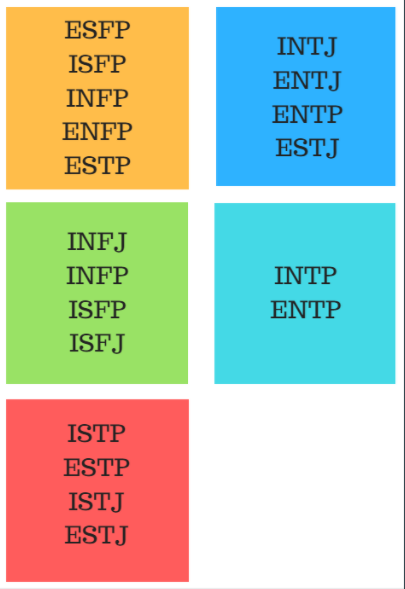 ESFP
ISFP
INFP
ENFP
ESTP
INTJ
ENTJ
ENTP
ESTJ
INFJ
INFP
ISFP
ISFJ
INTP
ENTP
ISTP
ESTP
ISTJ
ESTJ